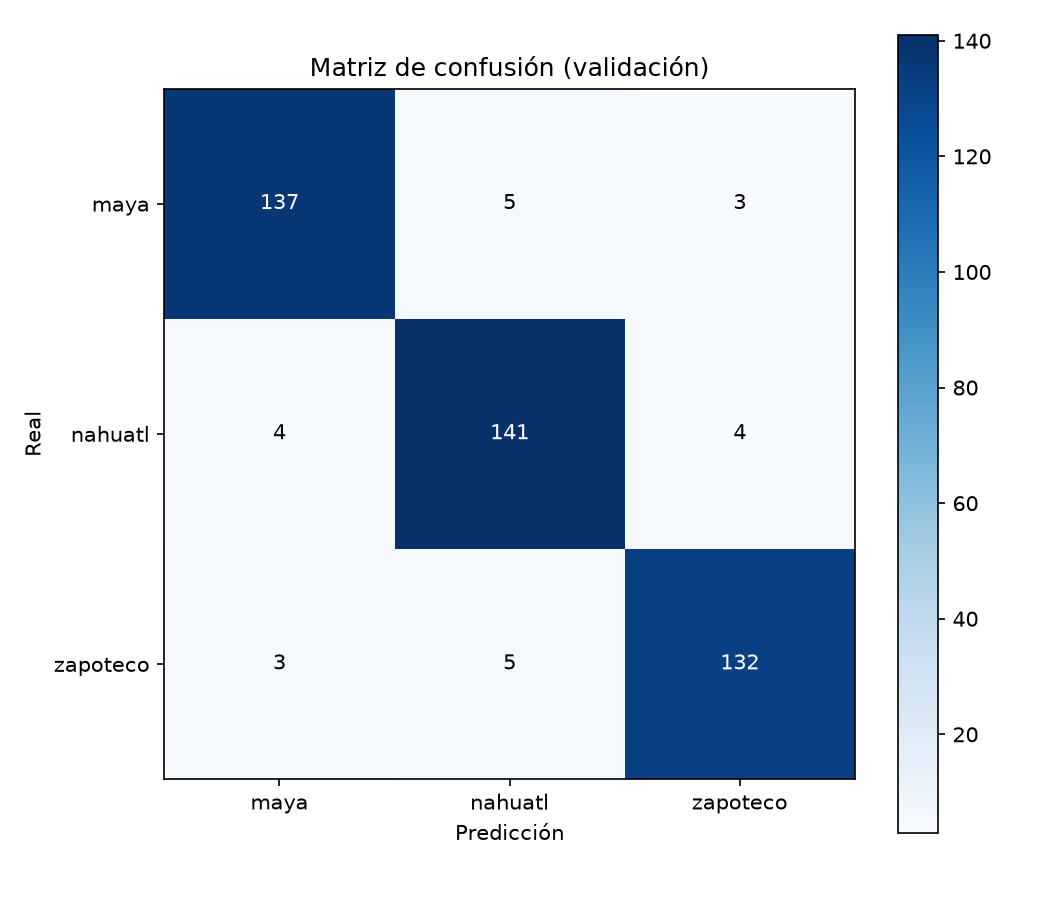 Matriz de confusión (validación)
maya 137 5 3
nahuatl 4 141 4
zapoteco 3 5 132
maya nahuatl zapoteco
Predicción
Real
140
120
100
80
60
40
20